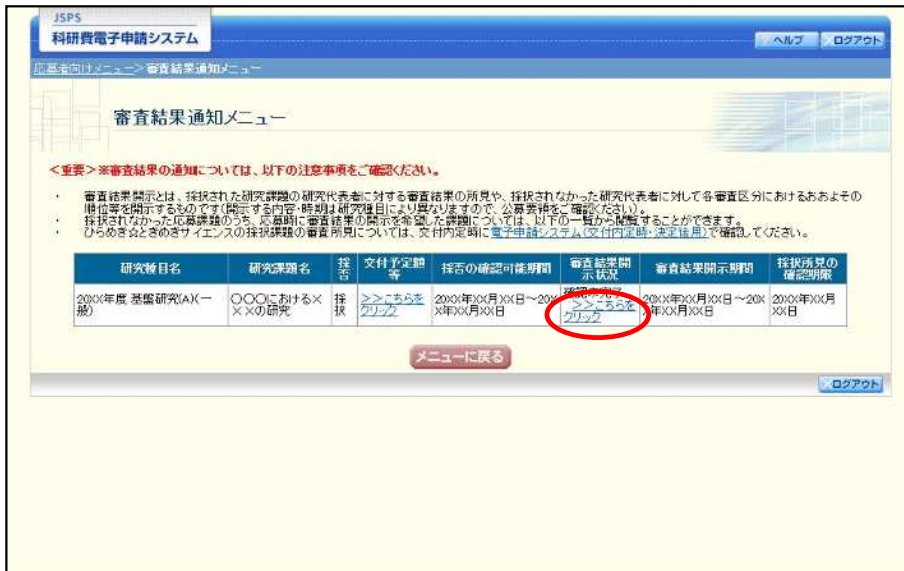 JSPS
科研費電子申請システム
ヘルプ ログアウト
応募者向けメニュー＞審査結果通知メニュー
審査結果通知メニュー
＜重要＞※審査結果の通知については、以下の注意事項をご確認ください。
・ 審査結果開示とは、採択された研究課題の研究代表者に対する審査結果の所見や、採択されなかった研究代表者に対して各審査区分におけるおおよその
順位等を開示するものです(開示する内容・時期は研究種目により異なりますので、公募要領をご確認ください)。
・ 採択されなかった応募課題のうち、応募時に審査結果の開示を希望した課題については、以下の一覧から閲覧することができます。
・ ひらめき☆ときめきサイエンスの採択課題の審査所見については、交付内定時に電子申請システム(交付内定時・決定後用)で確認してください。
研究種目名 研究課題名 採否 交付予定額等 採否の確認可能期間 審査結果開示状況 審査結果開示期間 採択所見の確認期限
20XX年度 基盤研究(A)(一 〇〇〇における× 採 >>こちらを 20XX年XX月XX日～20X 確認未完了 20XX年XX月XX日～20X 20XX年XX月
般) ××の研究 択 クリック X年XX月XX日 >>こちらを X年XX月XX日 XX日
クリック
メニューに戻る
ログアウト